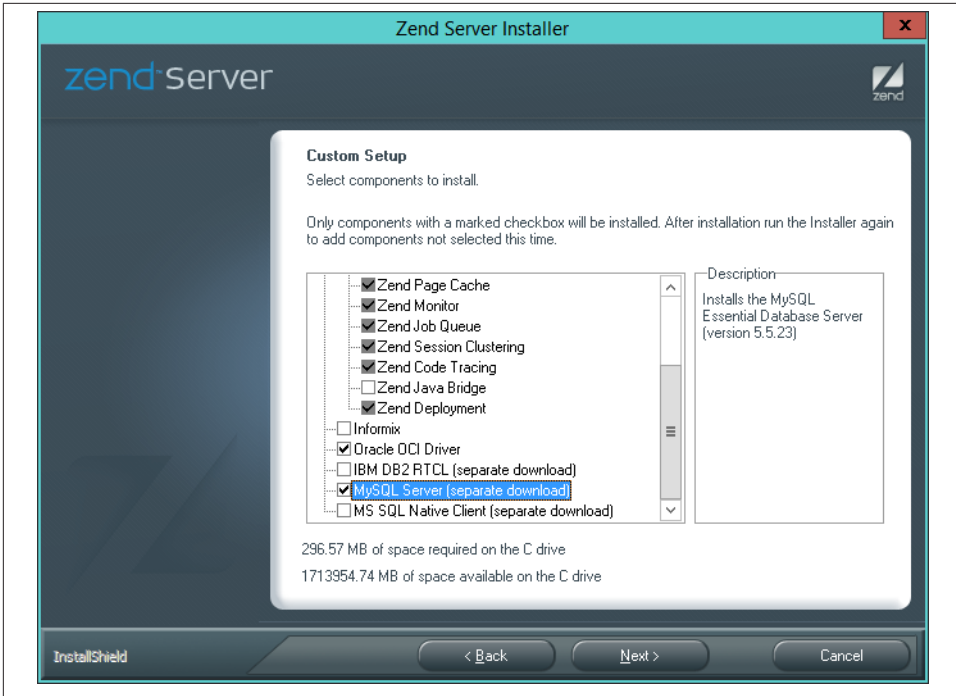 Zend Server Installer
x
zend server
zend
Custom Setup
Select components to install.
Only components with a marked checkbox will be installed. After installation run the Installer again
to add components not selected this time.
Zend Page Cache
Zend Monitor
Zend Job Queue
Zend Session Clustering
Zend Code Tracing
Zend Java Bridge
Zend Deployment
Informix
Oracle OCI Driver
IBM DB2 RTCL (separate download)
MySQL Server (separate download)
MS SQL Native Client (separate download)
Description
Installs the MySQL
Essential Database Server
(version 5.5.23)
296.57 MB of space required on the C drive
1713954.74 MB of space available on the C drive
InstallShield
< Back
Next >
Cancel